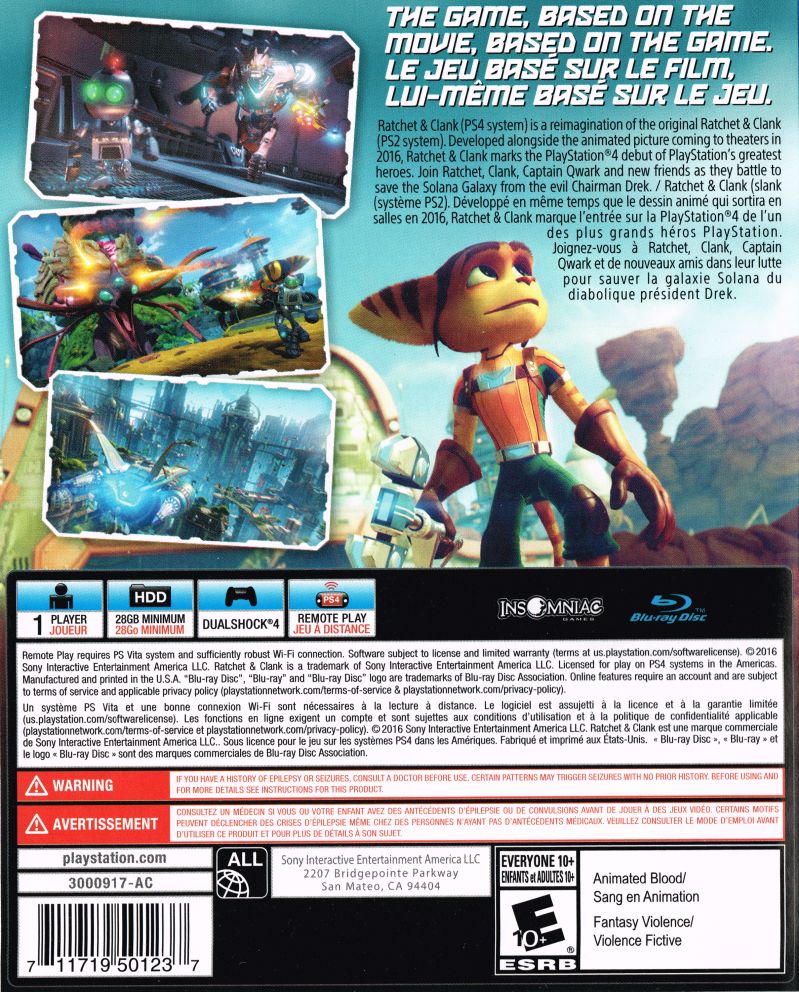 THE GAME, BASED ON THE
MOVIE, BASED ON THE GAME.
LE JEU BASÉ SUR LE FILM,
LUI-MÊME BASÉ SUR LE JEU.
Ratchet & Clank (PS4 system) is a reimagination of the original Ratchet & Clank
(PS2 system). Developed alongside the animated picture coming to theaters in
2016, Ratchet & Clank marks the PlayStation®4 debut of PlayStation's greatest
heroes. Join Ratchet, Clank, Captain Qwark and new friends as they battle to
save the Solana Galaxy from the evil Chairman Drek. / Ratchet & Clank (slank
(système PS2). Développé en même temps que le dessin animé qui sortira en
salles en 2016, Ratchet & Clank marque l'entrée sur la PlayStation®4 de l'un
des plus grands héros PlayStation.
Joignez-vous à Ratchet, Clank, Captain
Qwark et de nouveaux amis dans leur lutte
pour sauver la galaxie Solana du
diabolique président Drek.
1 PLAYER
JOUEUR
HDD
28GB MINIMUM
28Go MINIMUM
DUALSHOCK®4
PS4
REMOTE PLAY
JEU À DISTANCE
INSOMNIAC
GAMES
Blu-ray Disc™
Remote Play requires PS Vita system and sufficiently robust Wi-Fi connection. Software subject to license and limited warranty (terms at us.playstation.com/softwarelicense). ©2016
Sony Interactive Entertainment America LLC. Ratchet & Clank is a trademark of Sony Interactive Entertainment America LLC. Licensed for play on PS4 systems in the Americas.
Manufactured and printed in the U.S.A. "Blu-ray Disc", "Blu-ray" and "Blu-ray Disc" logo are trademarks of Blu-ray Disc Association. Online features require an account and are subject
to terms of service and applicable privacy policy (playstationnetwork.com/terms-of-service & playstationnetwork.com/privacy-policy).
Un système PS Vita et une bonne connexion Wi-Fi sont nécessaires à la lecture à distance. Le logiciel est assujetti à la licence et à la garantie limitée
(us.playstation.com/softwarelicense). Les fonctions en ligne exigent un compte et sont sujettes aux conditions d'utilisation et à la politique de confidentialité applicable
(playstationnetwork.com/terms-of-service et playstationnetwork.com/privacy-policy). ©2016 Sony Interactive Entertainment America LLC. Ratchet & Clank est une marque commerciale
de Sony Interactive Entertainment America LLC.. Sous licence pour le jeu sur les systèmes PS4 dans les Amériques. Fabriqué et imprimé aux États-Unis. « Blu-ray Disc », « Blu-ray » et
le logo « Blu-ray Disc » sont des marques commerciales de Blu-ray Disc Association.
WARNING
IF YOU HAVE A HISTORY OF EPILEPSY OR SEIZURES, CONSULT A DOCTOR BEFORE USE. CERTAIN PATTERNS MAY TRIGGER SEIZURES WITH NO PRIOR HISTORY. BEFORE USING AND
FOR MORE DETAILS SEE INSTRUCTIONS FOR THIS PRODUCT.
AVERTISSEMENT
CONSULTEZ UN MÉDECIN SI VOUS OU VOTRE ENFANT AVEZ DES ANTÉCÉDENTS D'ÉPILEPSIE OU DE CONVULSIONS AVANT DE JOUER À DES JEUX VIDÉO. CERTAINS MOTIFS
PEUVENT DÉCLENCHER DES CRISES D'ÉPILEPSIE MÊME CHEZ DES PERSONNES N'AYANT PAS D'ANTÉCÉDENTS MÉDICAUX. VEUILLEZ CONSULTER LE MODE D'EMPLOI AVANT
D'UTILISER CE PRODUIT ET POUR PLUS DE DÉTAILS À SON SUJET.
playstation.com
3000917-AC
7 11719 50123 7
ALL
Sony Interactive Entertainment America LLC
2207 Bridgepointe Parkway
San Mateo, CA 94404
EVERYONE 10+
ENFANTS et ADULTES 10+
E
10+
®
ESRB
Animated Blood/
Sang en Animation
Fantasy Violence/
Violence Fictive